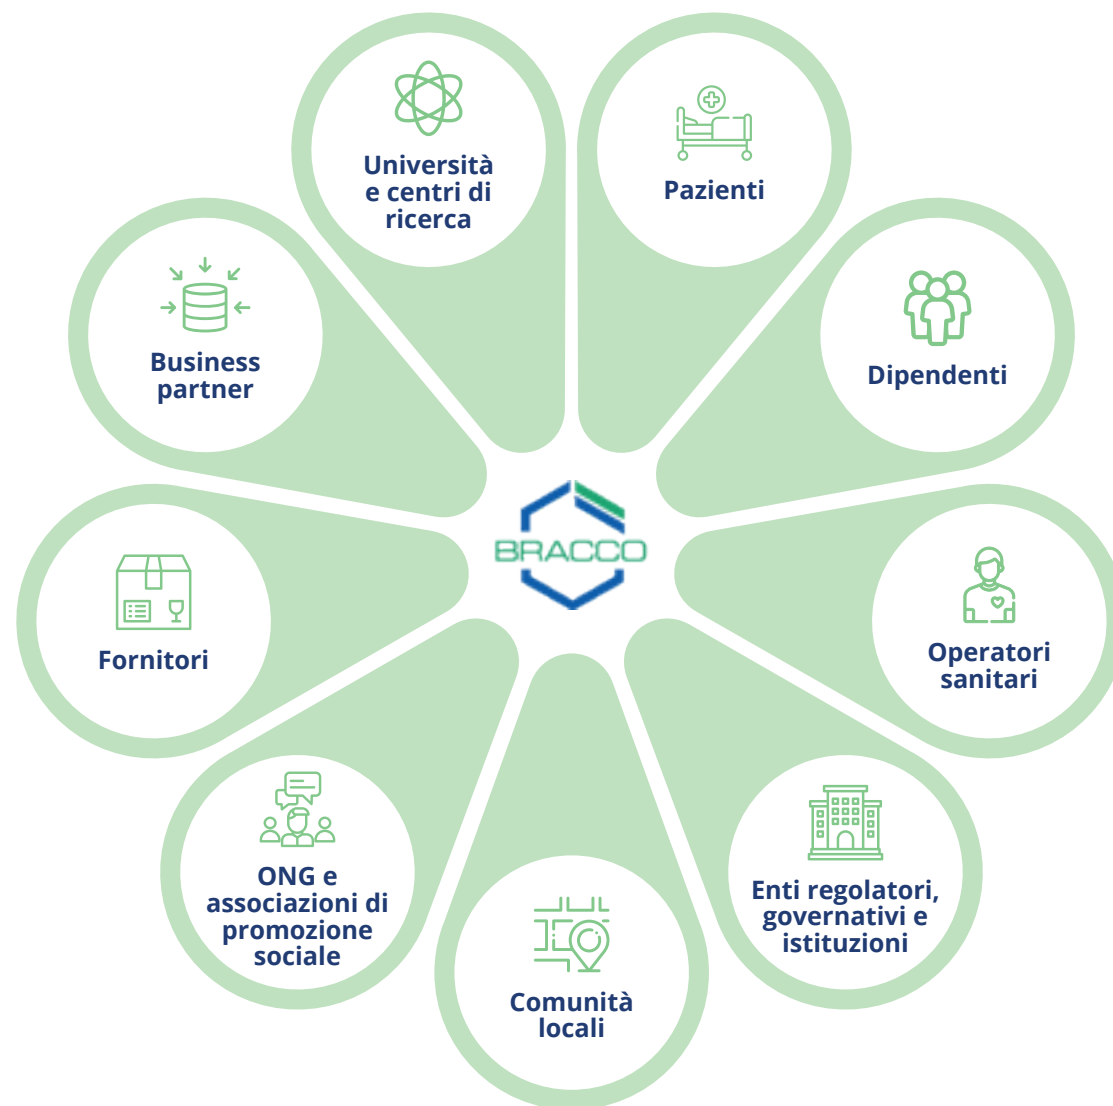 Università
e centri di
ricerca
Pazienti
Business
partner
Dipendenti
BRACCO
Fornitori
Operatori
sanitari
ONG e
associazioni di
promozione
sociale
Enti regolatori,
governativi e
istituzioni
Comunità
locali